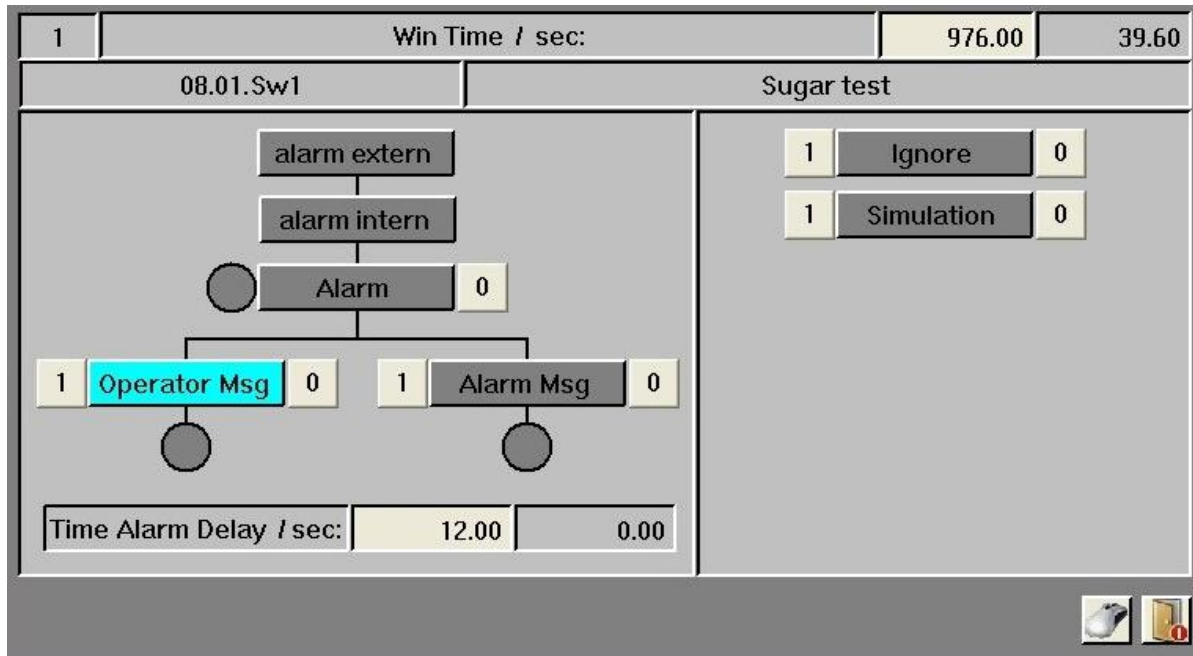 1 Win Time / sec: 976.00 39.60
08.01.Sw1 Sugar test
alarm extern 1 Ignore 0
alarm intern 1 Simulation 0
Alarm 0
1 Operator Msg 0 1 Alarm Msg 0
Time Alarm Delay / sec: 12.00 0.00